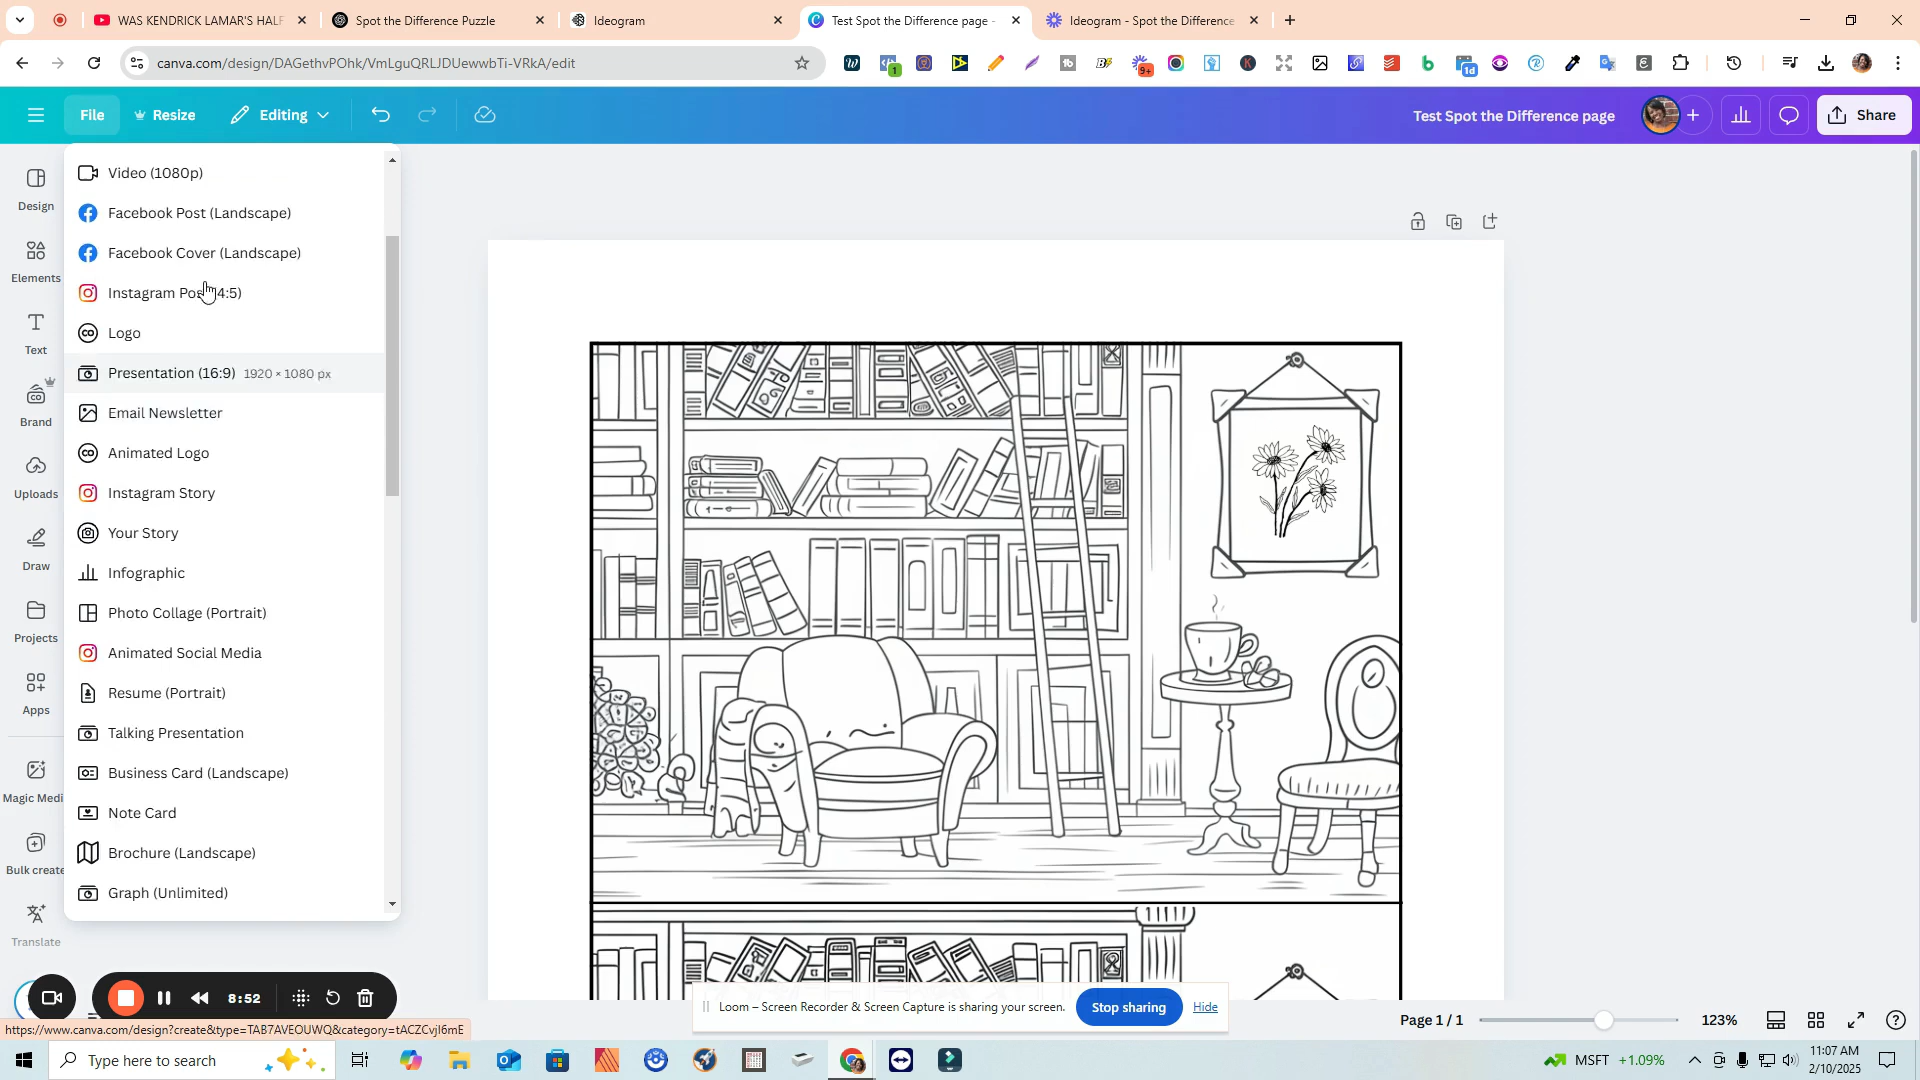 WAS KENDRICK LAMAR'S HALF
Spot the Difference Puzzle
Ideogram
Test Spot the Difference page -
Ideogram - Spot the Difference
canva.com/design/DAGethvPOhk/VmLguQRLJDUewwbTi-VRkA/edit
1
9+
1d
File
Resize
Editing
Test Spot the Difference page
Share
Design
Elements
Text
Brand
Uploads
Draw
Projects
Apps
Magic Medi
Bulk create
Translate
Video (1080p)
Facebook Post (Landscape)
Facebook Cover (Landscape)
Instagram Pos 4:5)
Logo
Presentation (16:9) 1920 × 1080 px
Email Newsletter
Animated Logo
Instagram Story
Your Story
Infographic
Photo Collage (Portrait)
Animated Social Media
Resume (Portrait)
Talking Presentation
Business Card (Landscape)
Note Card
Brochure (Landscape)
Graph (Unlimited)
8:52
Loom – Screen Recorder & Screen Capture is sharing your screen.
Stop sharing
Hide
Page 1 / 1
123%
https://www.canva.com/design?create&type=TAB7AVEOUWQ&category=tACZCvjI6mE
Type here to search
MSFT +1.09%
11:07 AM
2/10/2025